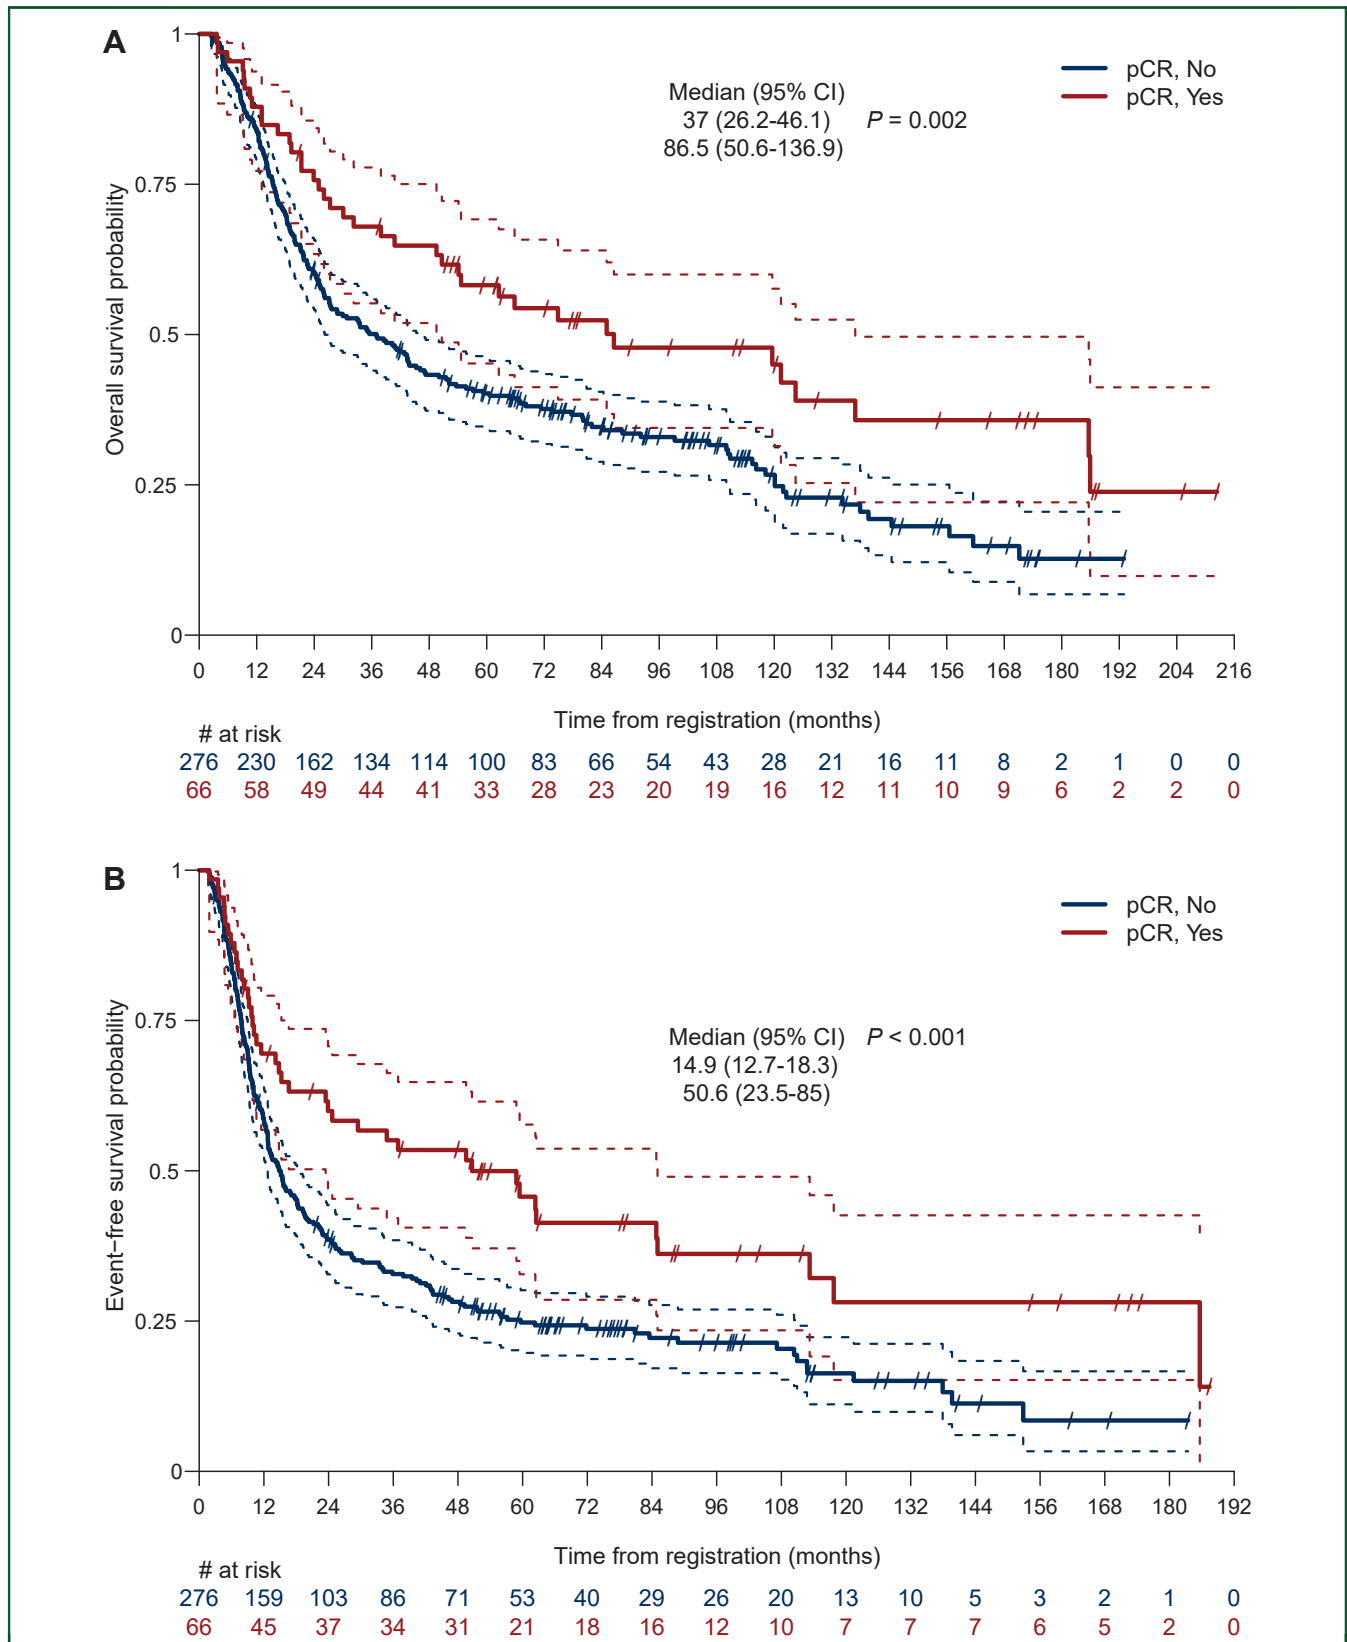 A
1
0.75
0.5
0.25
0
Overall survival probability
pCR, No
pCR, Yes
Median (95% CI)
37 (26.2-46.1) P = 0.002
86.5 (50.6-136.9)
0 12 24 36 48 60 72 84 96 108 120 132 144 156 168 180 192 204 216
Time from registration (months)
# at risk
276 230 162 134 114 100 83 66 54 43 28 21 16 11 8 2 1 0 0
66 58 49 44 41 33 28 23 20 19 16 12 11 10 9 6 2 2 0
B
1
0.75
0.5
0.25
0
Event−free survival probability
pCR, No
pCR, Yes
Median (95% CI) P < 0.001
14.9 (12.7-18.3)
50.6 (23.5-85)
0 12 24 36 48 60 72 84 96 108 120 132 144 156 168 180 192
Time from registration (months)
# at risk
276 159 103 86 71 53 40 29 26 20 13 10 5 3 2 1 0
66 45 37 34 31 21 18 16 12 10 7 7 7 6 5 2 0